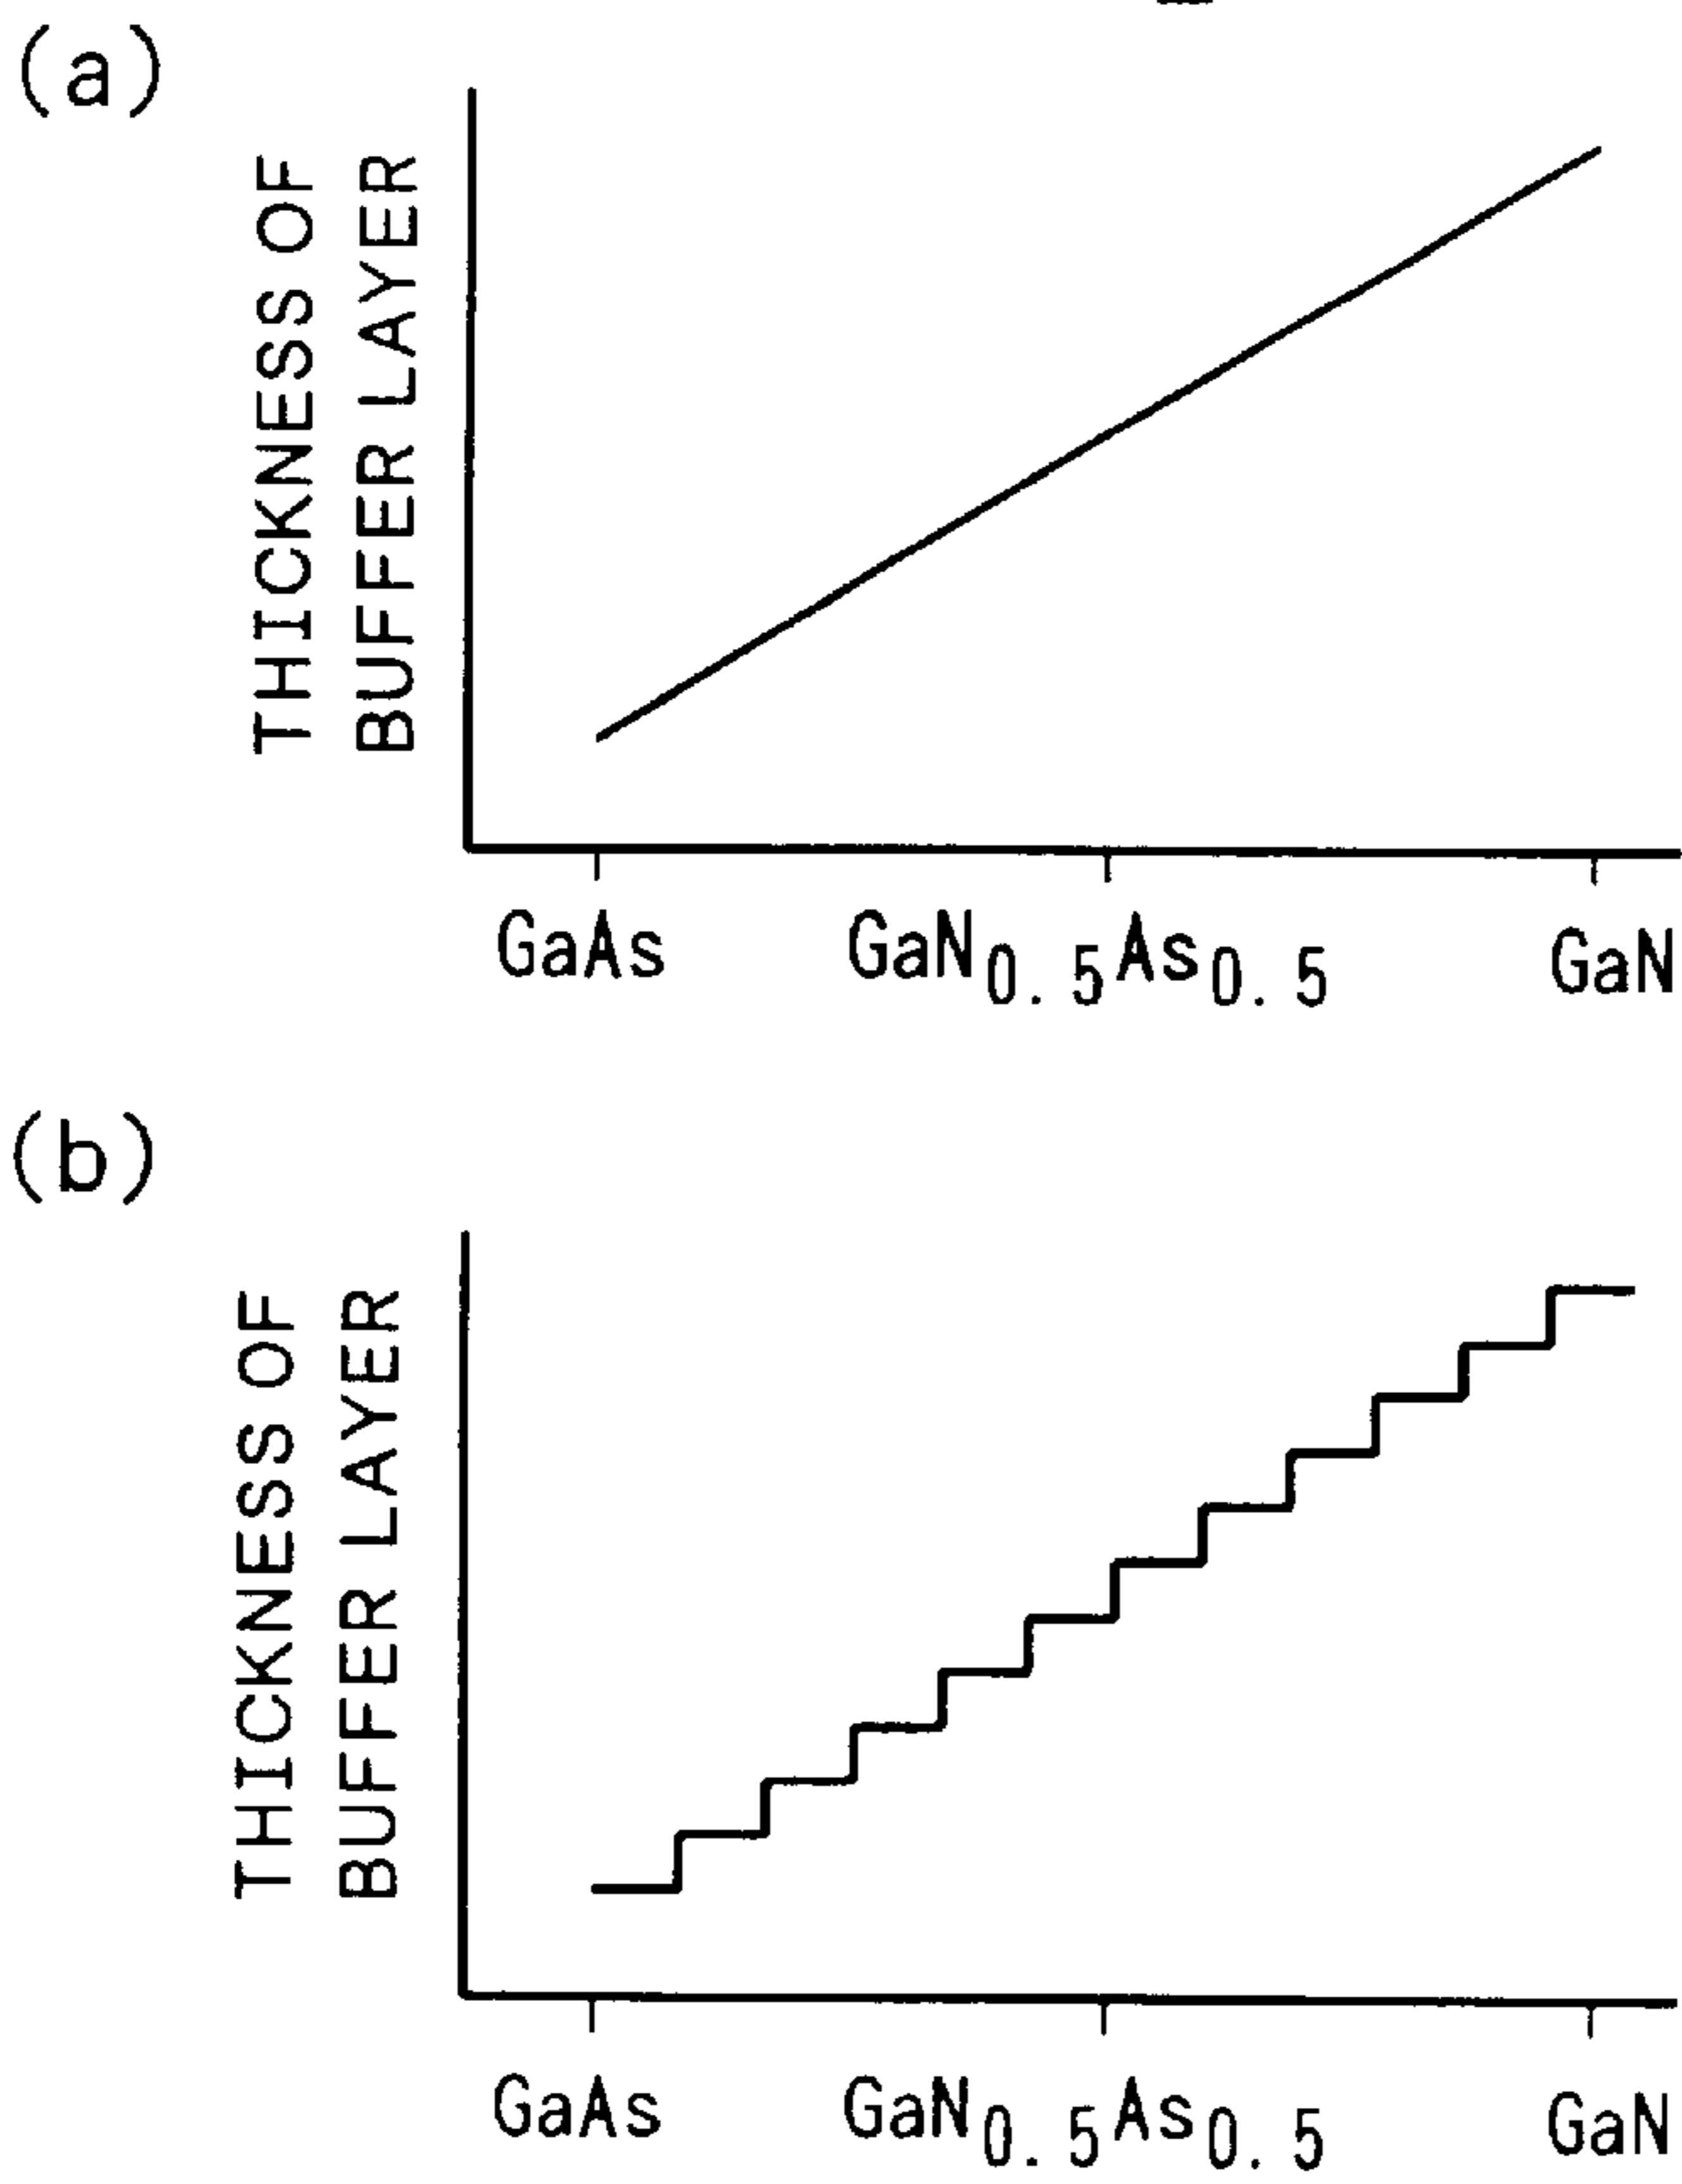 (a)
THICKNESS OF
BUFFER LAYER
GaAs GaN0.5As0.5 GaN
(b)
THICKNESS OF
BUFFER LAYER
GaAs GaN0.5As0.5 GaN